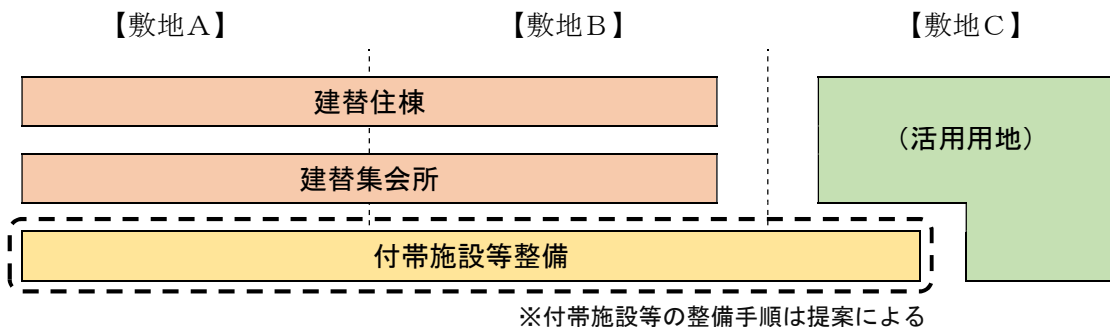 【敷地Ａ】 【敷地Ｂ】 【敷地Ｃ】
建替住棟
（活用用地）
建替集会所
付帯施設等整備
※付帯施設等の整備手順は提案による